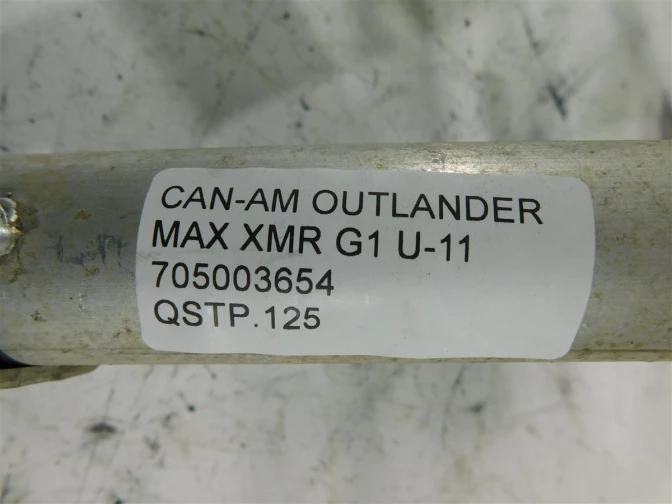 CAN-AM OUTLANDER
MAX XMR G1 U-11
705003654
QSTP.125